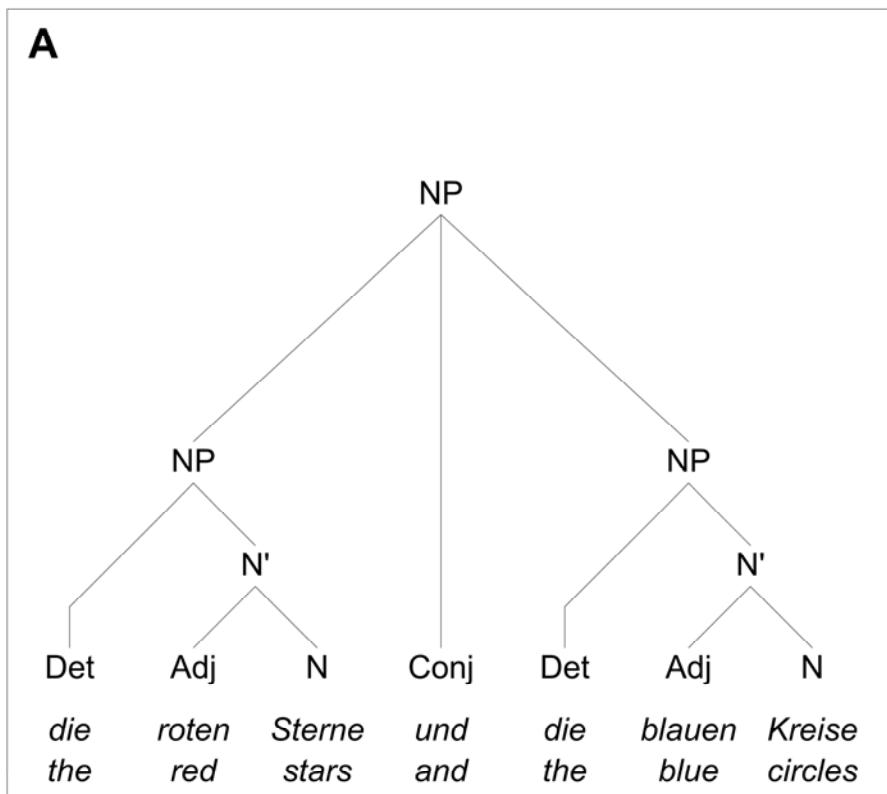 A
NP
NP NP
N' N'
Det Adj N Conj Det Adj N
die roten Sterne und die blauen Kreise
the red stars and the blue circles